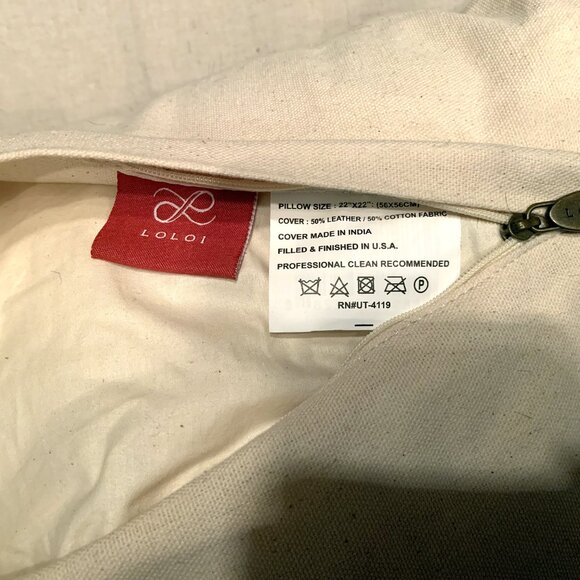 LOLOI
PILLOW SIZE : 22"X22": (56X56CM)
COVER : 50% LEATHER / 50% COTTON FABRIC
COVER MADE IN INDIA
FILLED & FINISHED IN U.S.A.
PROFESSIONAL CLEAN RECOMMENDED
P
RN#UT-4119